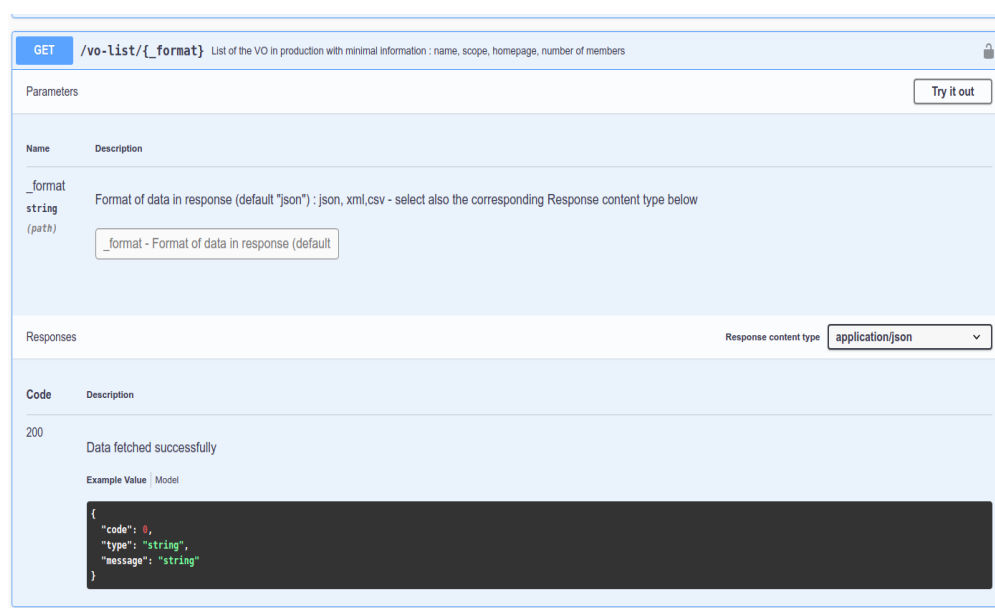 GET /vo-list/{_format} List of the VO in production with minimal information : name, scope, homepage, number of members
Parameters Try it out
Name Description
_format
string
(path)
Format of data in response (default "json") : json, xml,csv - select also the corresponding Response content type below
_format - Format of data in response (default
Responses Response content type application/json
Code Description
200
Data fetched successfully
Example Value Model
{
"code": 0,
"type": "string",
"message": "string"
}